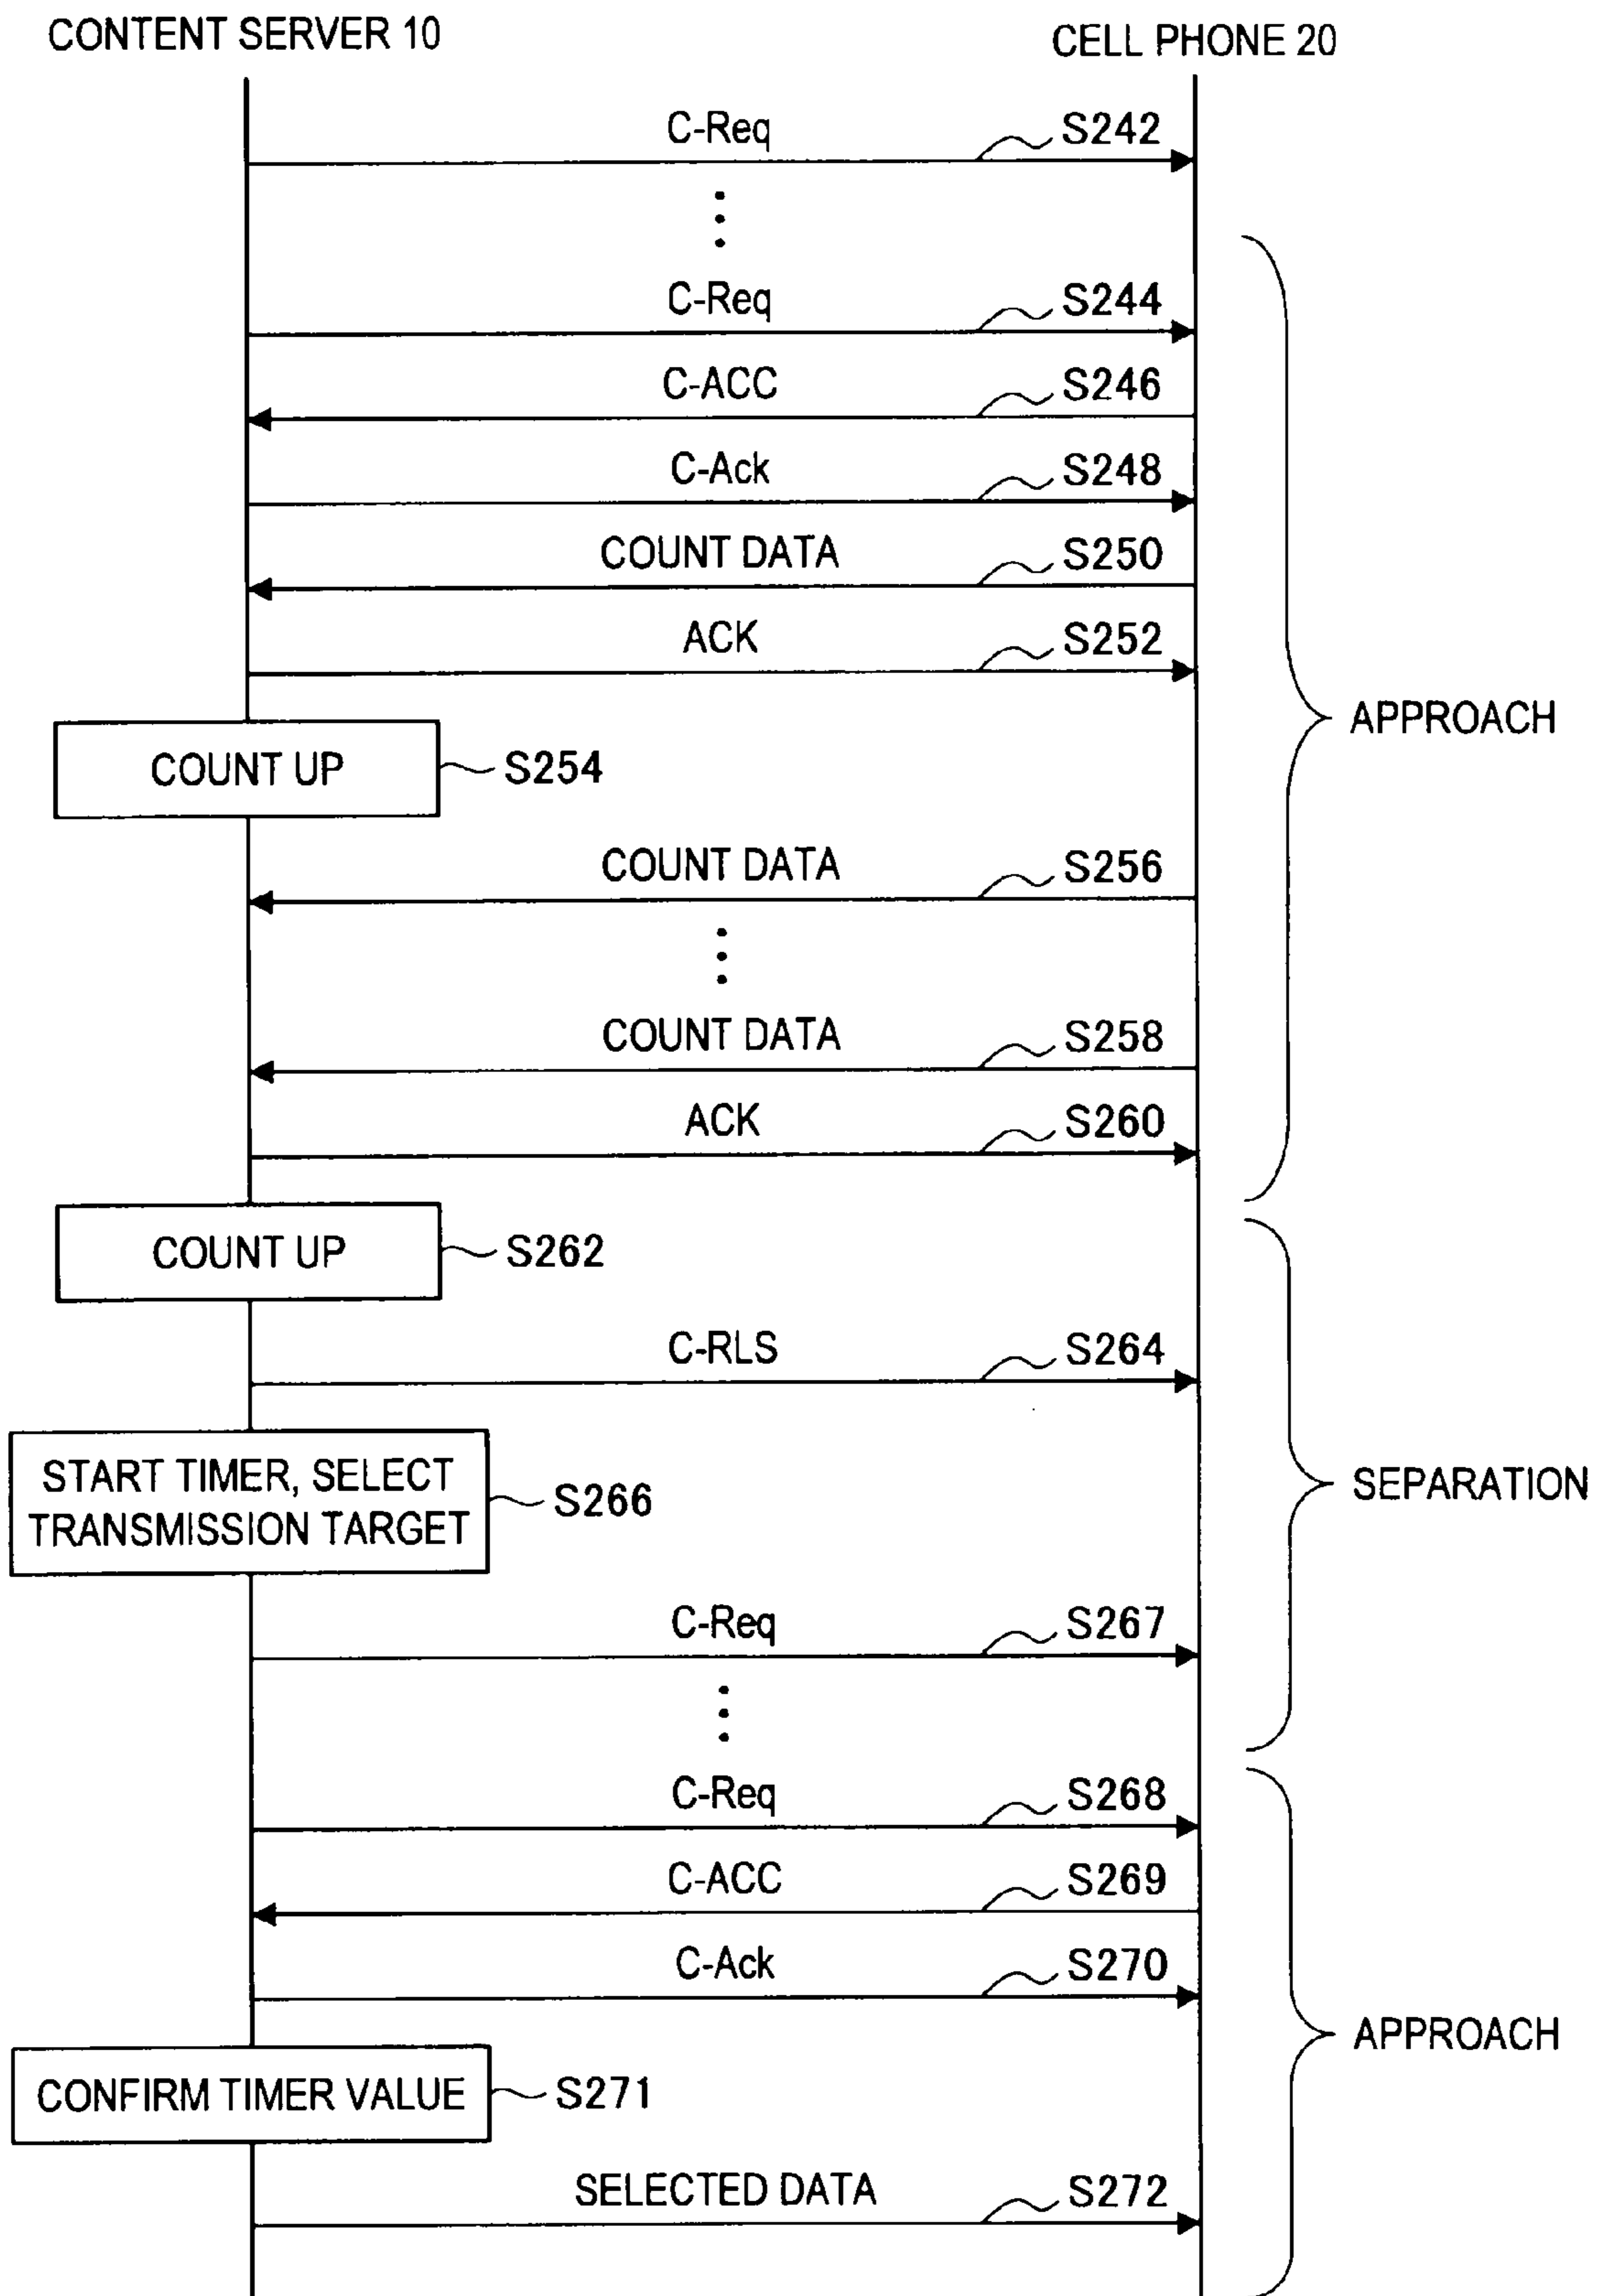 CONTENT SERVER 10
CELL PHONE 20
C-Req
S242
C-Req
S244
C-ACC
S246
C-Ack
S248
COUNT DATA
S250
ACK
S252
APPROACH
COUNT UP
S254
COUNT DATA
S256
COUNT DATA
S258
ACK
S260
COUNT UP
S262
C-RLS
S264
START TIMER, SELECT
TRANSMISSION TARGET
S266
SEPARATION
C-Req
S267
C-Req
S268
C-ACC
S269
C-Ack
S270
APPROACH
CONFIRM TIMER VALUE
S271
SELECTED DATA
S272